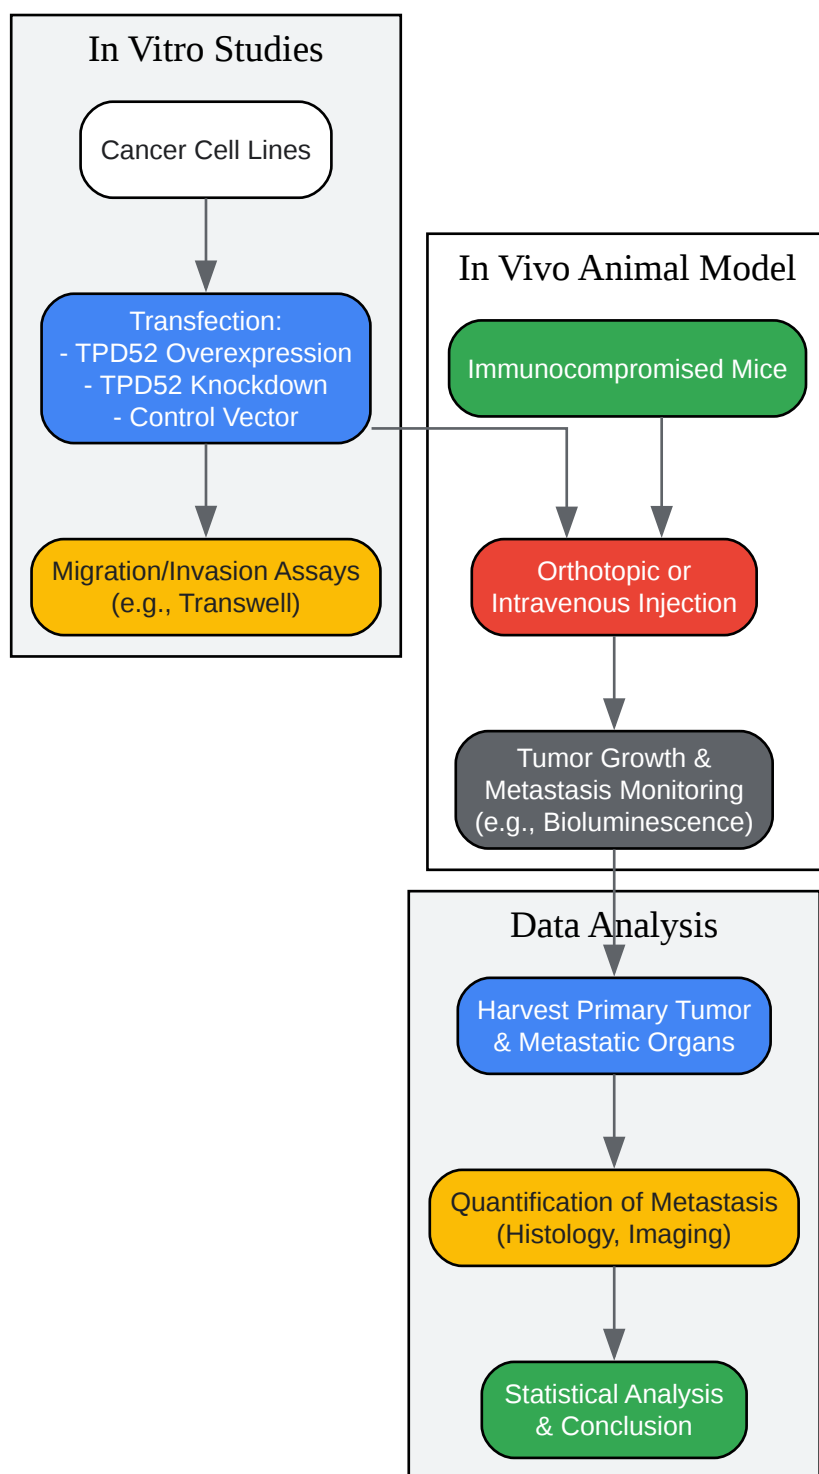 In Vitro Studies
Cancer Cell Lines
Transfection:
- TPD52 Overexpression
- TPD52 Knockdown
- Control Vector
Migration/Invasion Assays
(e.g., Transwell)
In Vivo Animal Model
Immunocompromised Mice
Orthotopic or
Intravenous Injection
Tumor Growth &
Metastasis Monitoring
(e.g., Bioluminescence)
Data Analysis
Harvest Primary Tumor
& Metastatic Organs
Quantification of Metastasis
(Histology, Imaging)
Statistical Analysis
& Conclusion